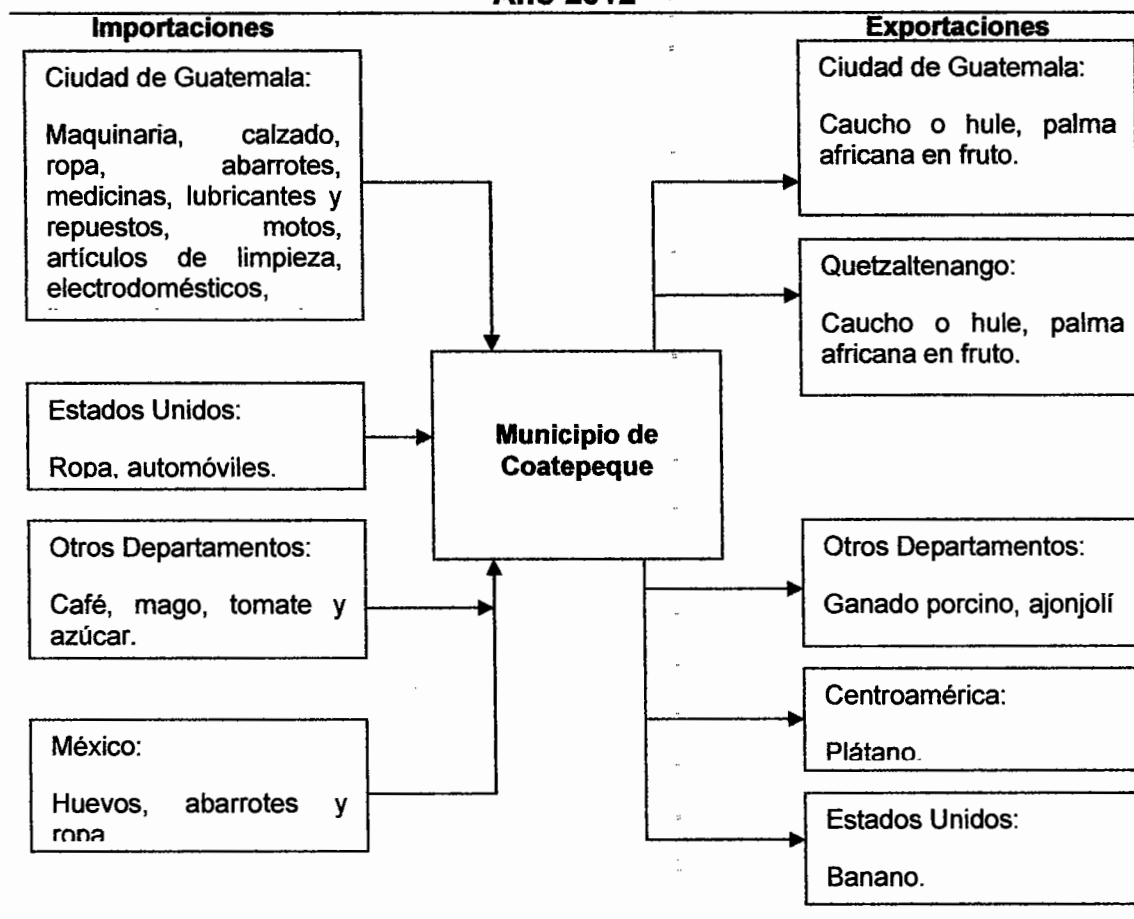 Año 2012
Importaciones
Ciudad de Guatemala:
Maquinaria, calzado,
ropa, abarrotes,
medicinas, lubricantes y
repuestos, motos,
artículos de limpieza,
electrodomésticos,
Estados Unidos:
Ropa, automóviles.
Otros Departamentos:
Café, mago, tomate y
azúcar.
México:
Huevos, abarrotes y
ropa
Municipio de
Coatepeque
Exportaciones
Ciudad de Guatemala:
Caucho o hule, palma
africana en fruto.
Quetzaltenango:
Caucho o hule, palma
africana en fruto.
Otros Departamentos:
Ganado porcino, ajonjolí
Centroamérica:
Plátano.
Estados Unidos:
Banano.